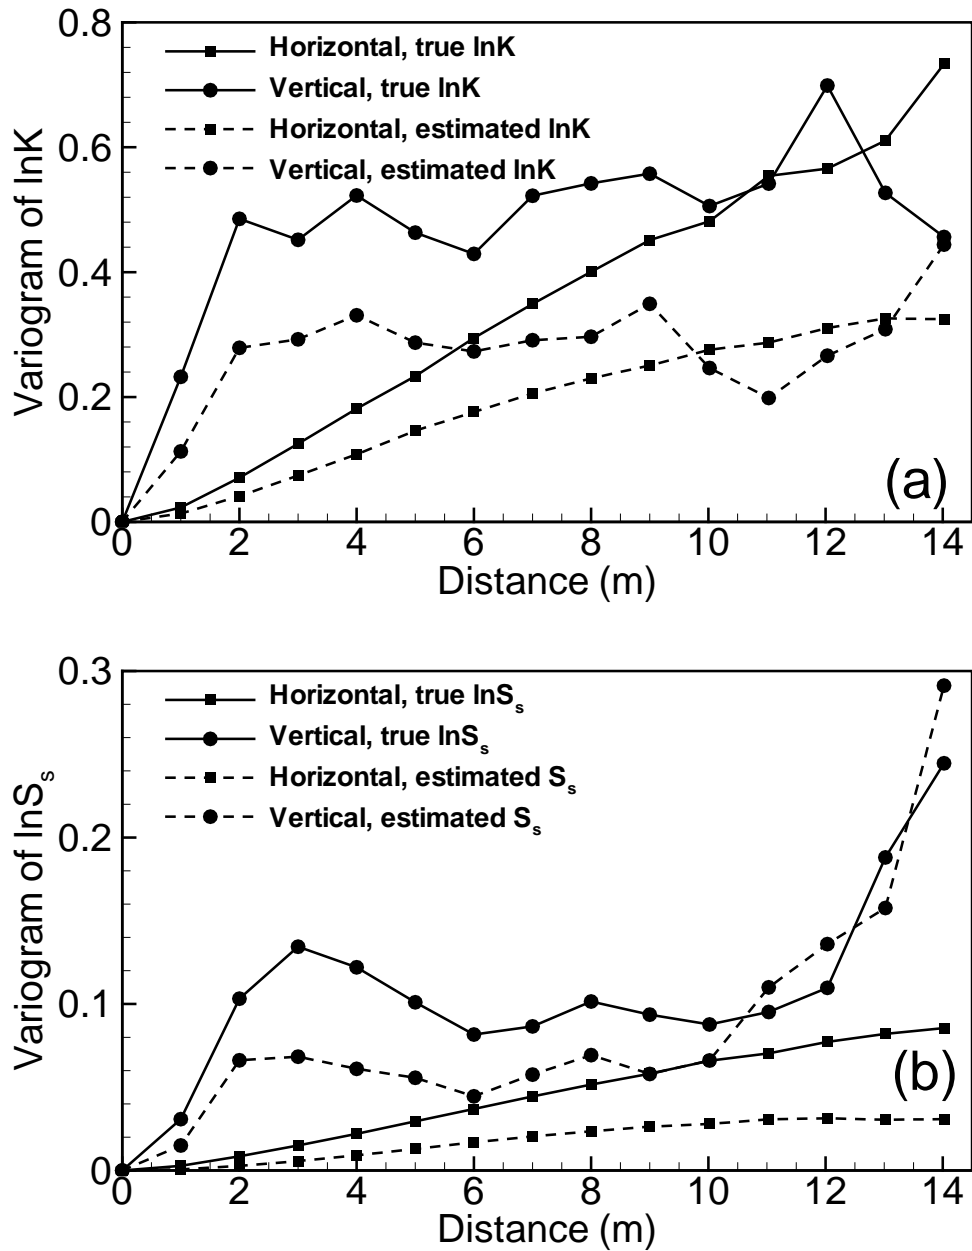 0.8
Horizontal, true lnK
Vertical, true lnK
Horizontal, estimated lnK
Vertical, estimated lnK
0.6
0.4
0.2
0
Variogram of lnK
(a)
0 2 4 6 8 10 12 14
Distance (m)
0.3
Horizontal, true lnSs
Vertical, true lnSs
Horizontal, estimated Ss
Vertical, estimated Ss
0.2
0.1
0
Variogram of lnSs
(b)
0 2 4 6 8 10 12 14
Distance (m)